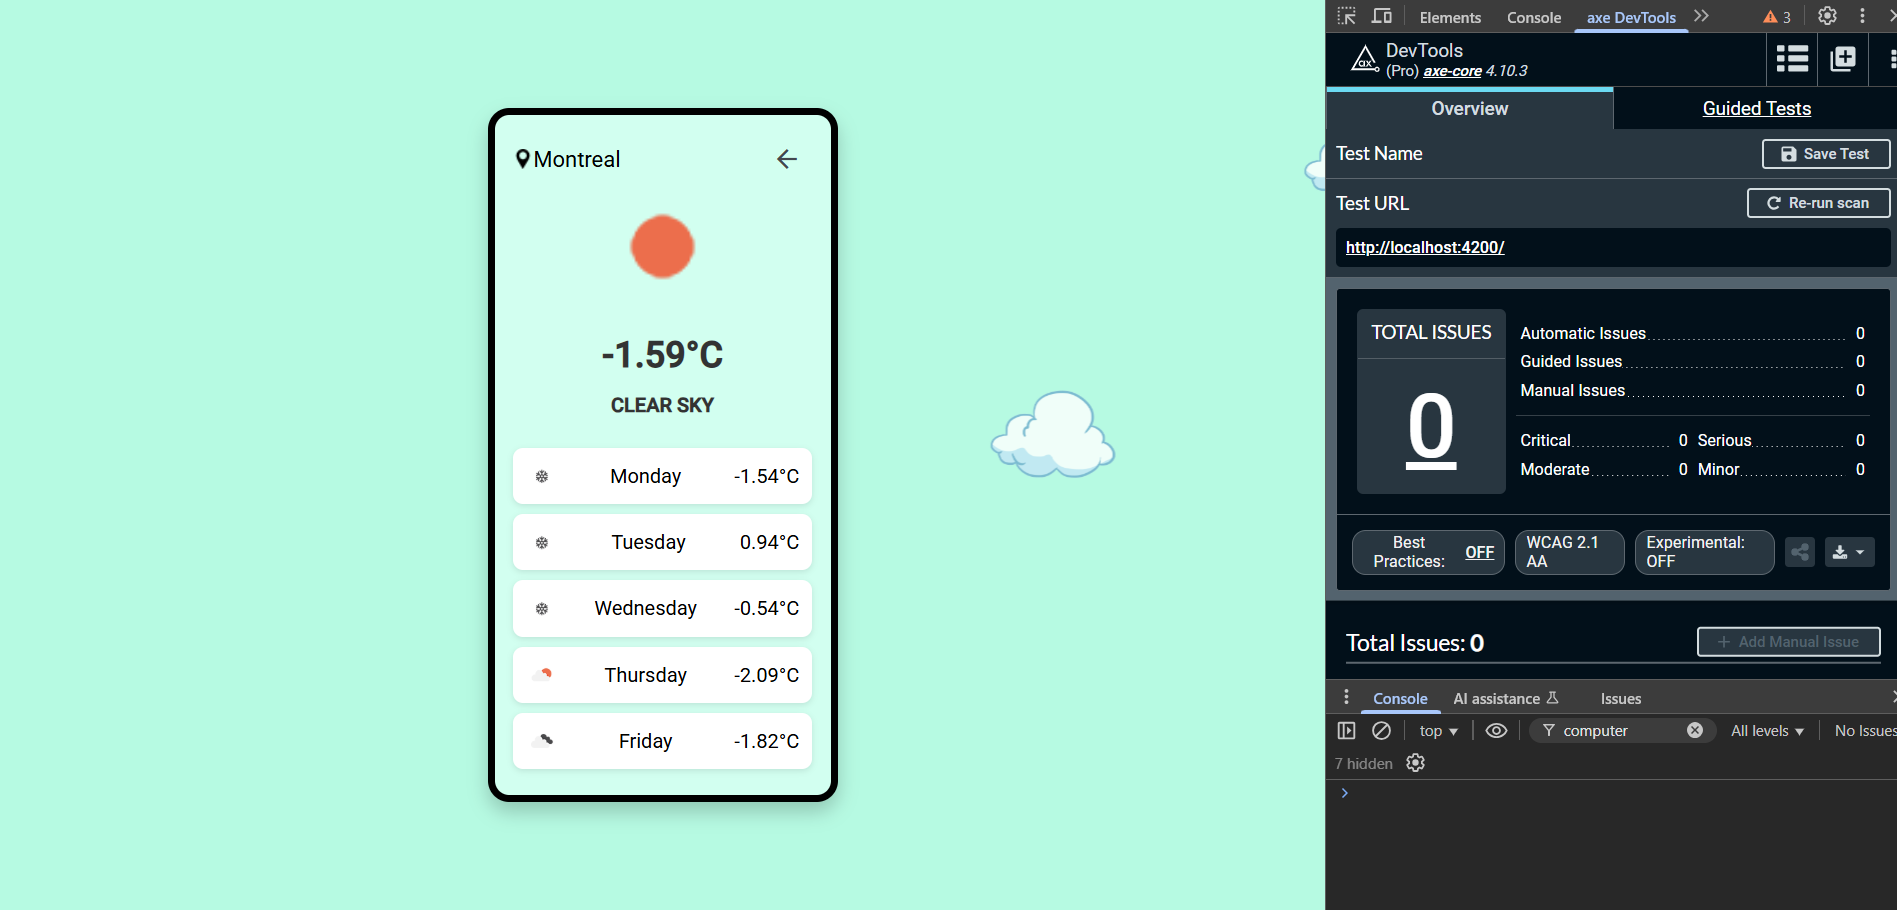 Montreal
-1.59°C
CLEAR SKY
Monday -1.54°C
Tuesday 0.94°C
Wednesday -0.54°C
Thursday -2.09°C
Friday -1.82°C
Elements Console axe DevTools 3
ax DevTools
(Pro) axe-core 4.10.3
Overview Guided Tests
Test Name Save Test
Test URL Re-run scan
http://localhost:4200/
TOTAL ISSUES
0
Automatic Issues 0
Guided Issues 0
Manual Issues 0
Critical 0 Serious 0
Moderate 0 Minor 0
Best Practices: OFF
WCAG 2.1 AA
Experimental: OFF
Total Issues: 0 + Add Manual Issue
Console AI assistance Issues
top computer All levels No Issues
7 hidden